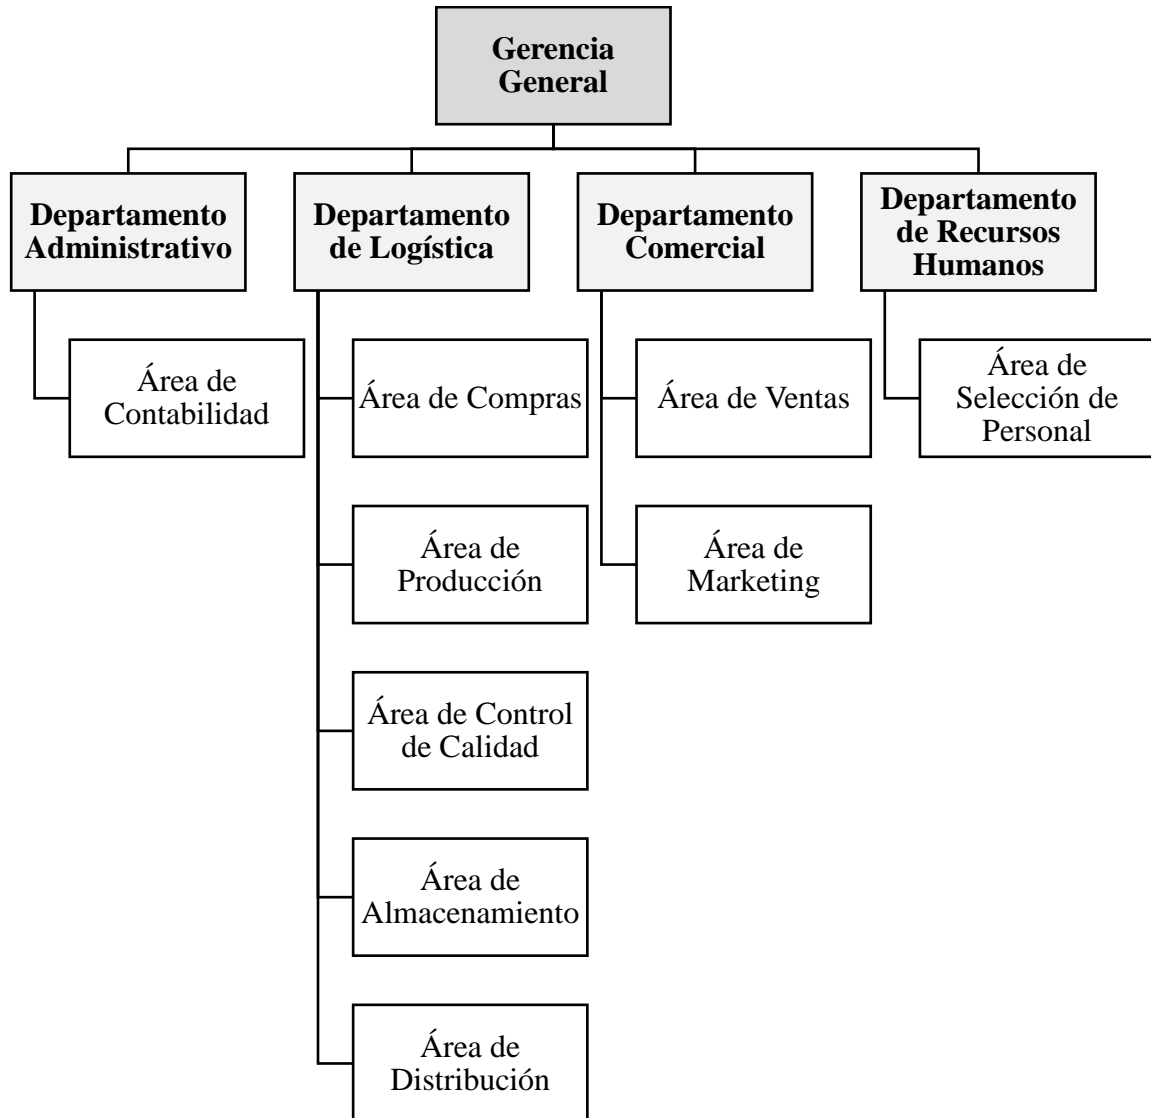 Gerencia
General
Departamento
Administrativo
Departamento
de Logística
Departamento
Comercial
Departamento
de Recursos
Humanos
Área de
Contabilidad
Área de Compras
Área de Ventas
Área de
Selección de
Personal
Área de
Producción
Área de
Marketing
Área de Control
de Calidad
Área de
Almacenamiento
Área de
Distribución